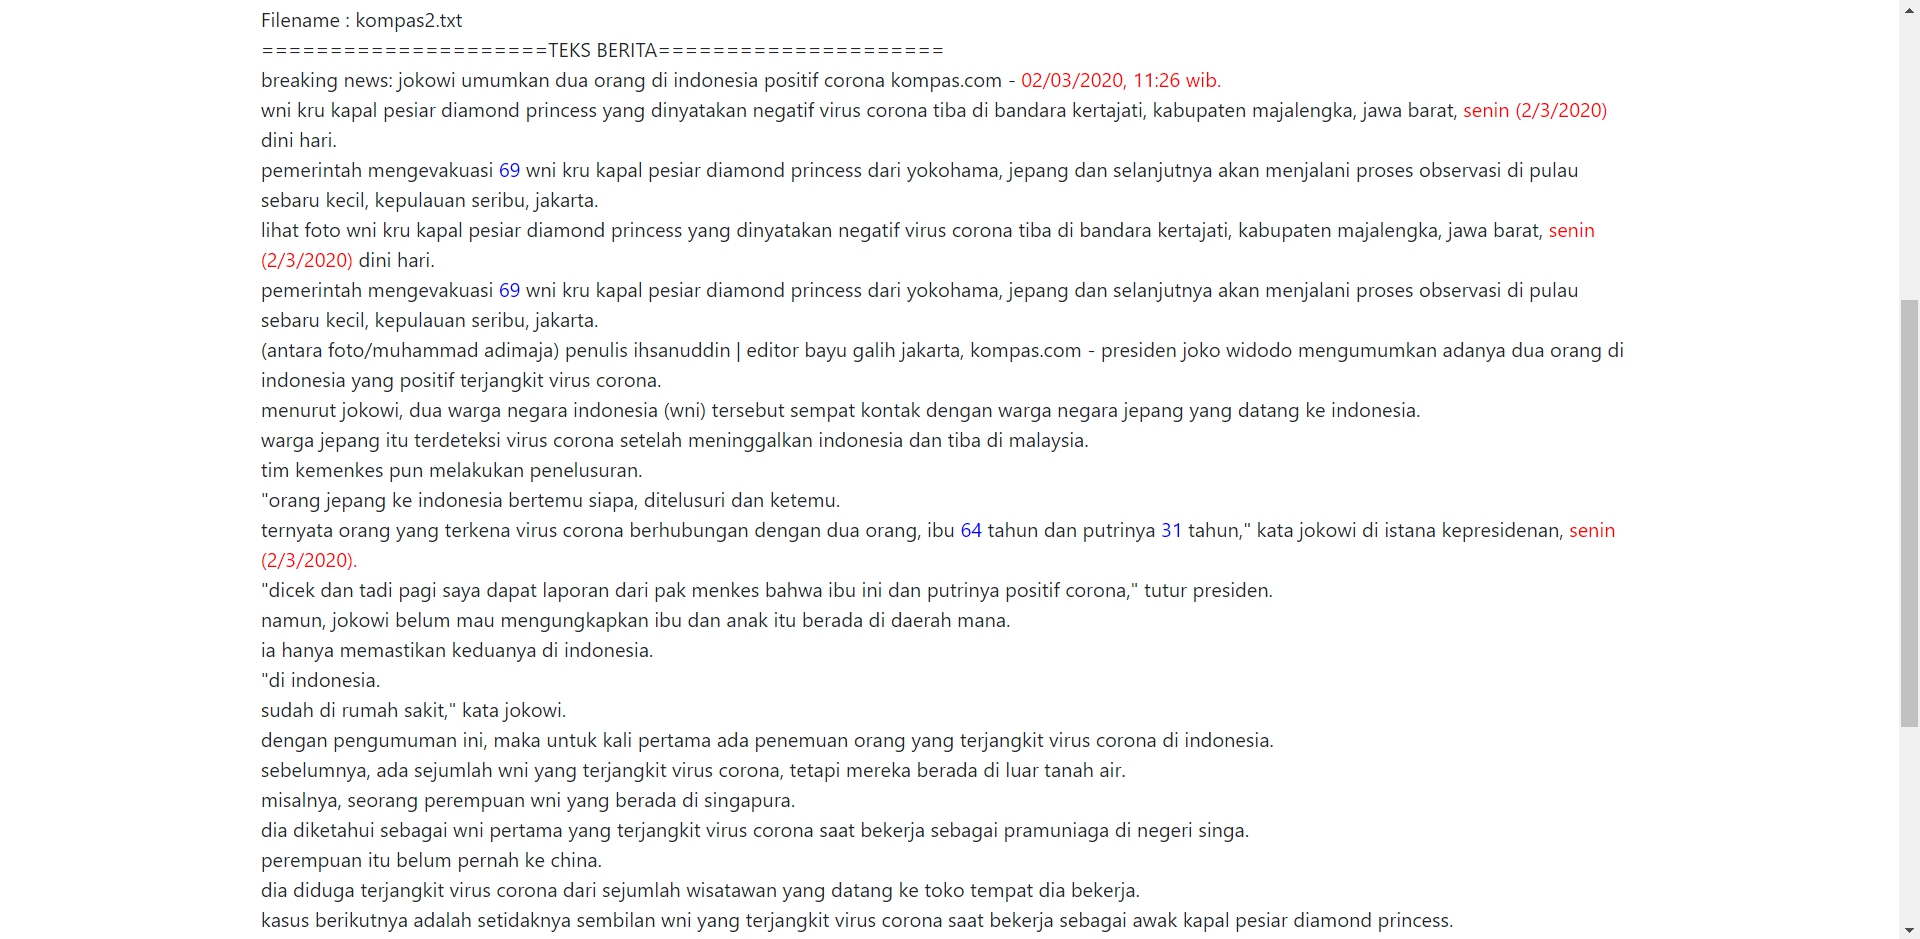 Filename : kompas2.txt
=====================TEKS BERITA=====================
breaking news: jokowi umumkan dua orang di indonesia positif corona kompas.com - 02/03/2020, 11:26 wib.
wni kru kapal pesiar diamond princess yang dinyatakan negatif virus corona tiba di bandara kertajati, kabupaten majalengka, jawa barat, senin (2/3/2020)
dini hari.
pemerintah mengevakuasi 69 wni kru kapal pesiar diamond princess dari yokohama, jepang dan selanjutnya akan menjalani proses observasi di pulau
sebaru kecil, kepulauan seribu, jakarta.
lihat foto wni kru kapal pesiar diamond princess yang dinyatakan negatif virus corona tiba di bandara kertajati, kabupaten majalengka, jawa barat, senin
(2/3/2020) dini hari.
pemerintah mengevakuasi 69 wni kru kapal pesiar diamond princess dari yokohama, jepang dan selanjutnya akan menjalani proses observasi di pulau
sebaru kecil, kepulauan seribu, jakarta.
(antara foto/muhammad adimaja) penulis ihsanuddin | editor bayu galih jakarta, kompas.com - presiden joko widodo mengumumkan adanya dua orang di
indonesia yang positif terjangkit virus corona.
menurut jokowi, dua warga negara indonesia (wni) tersebut sempat kontak dengan warga negara jepang yang datang ke indonesia.
warga jepang itu terdeteksi virus corona setelah meninggalkan indonesia dan tiba di malaysia.
tim kemenkes pun melakukan penelusuran.
"orang jepang ke indonesia bertemu siapa, ditelusuri dan ketemu.
ternyata orang yang terkena virus corona berhubungan dengan dua orang, ibu 64 tahun dan putrinya 31 tahun," kata jokowi di istana kepresidenan, senin
(2/3/2020).
"dicek dan tadi pagi saya dapat laporan dari pak menkes bahwa ibu ini dan putrinya positif corona," tutur presiden.
namun, jokowi belum mau mengungkapkan ibu dan anak itu berada di daerah mana.
ia hanya memastikan keduanya di indonesia.
"di indonesia.
sudah di rumah sakit," kata jokowi.
dengan pengumuman ini, maka untuk kali pertama ada penemuan orang yang terjangkit virus corona di indonesia.
sebelumnya, ada sejumlah wni yang terjangkit virus corona, tetapi mereka berada di luar tanah air.
misalnya, seorang perempuan wni yang berada di singapura.
dia diketahui sebagai wni pertama yang terjangkit virus corona saat bekerja sebagai pramuniaga di negeri singa.
perempuan itu belum pernah ke china.
dia diduga terjangkit virus corona dari sejumlah wisatawan yang datang ke toko tempat dia bekerja.
kasus berikutnya adalah setidaknya sembilan wni yang terjangkit virus corona saat bekerja sebagai awak kapal pesiar diamond princess.